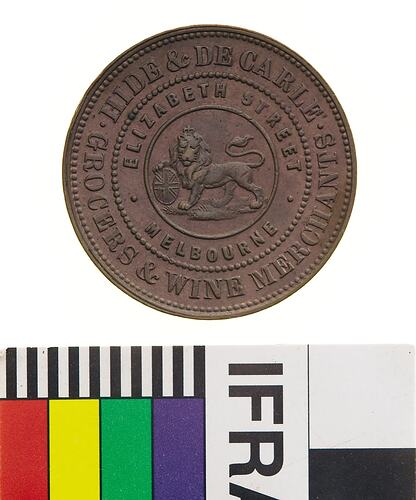 · HIDE & DE CARLE ·
GROCERS & WINE MERCHANTS
ELIZABETH STREET
· MELBOURNE ·
IFRA